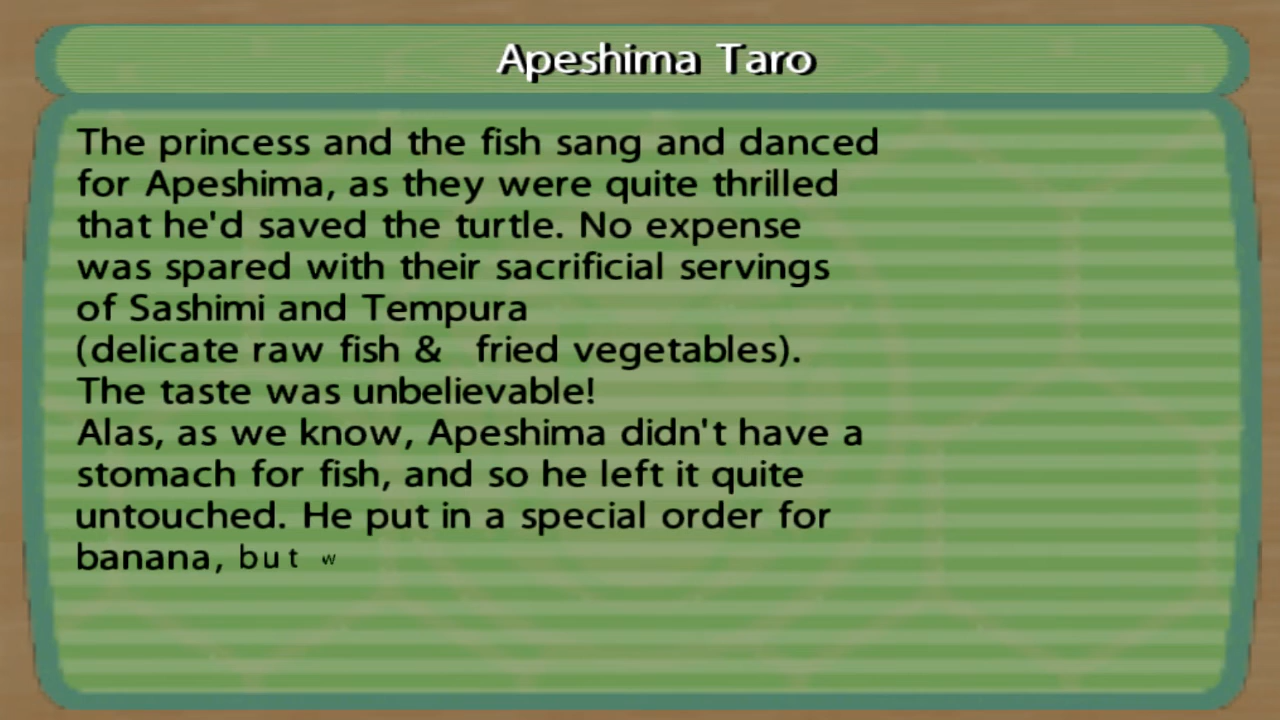 Apeshima Taro
The princess and the fish sang and danced
for Apeshima, as they were quite thrilled
that he'd saved the turtle. No expense
was spared with their sacrificial servings
of Sashimi and Tempura
(delicate raw fish & fried vegetables).
The taste was unbelievable!
Alas, as we know, Apeshima didn't have a
stomach for fish, and so he left it quite
untouched. He put in a special order for
banana, but w